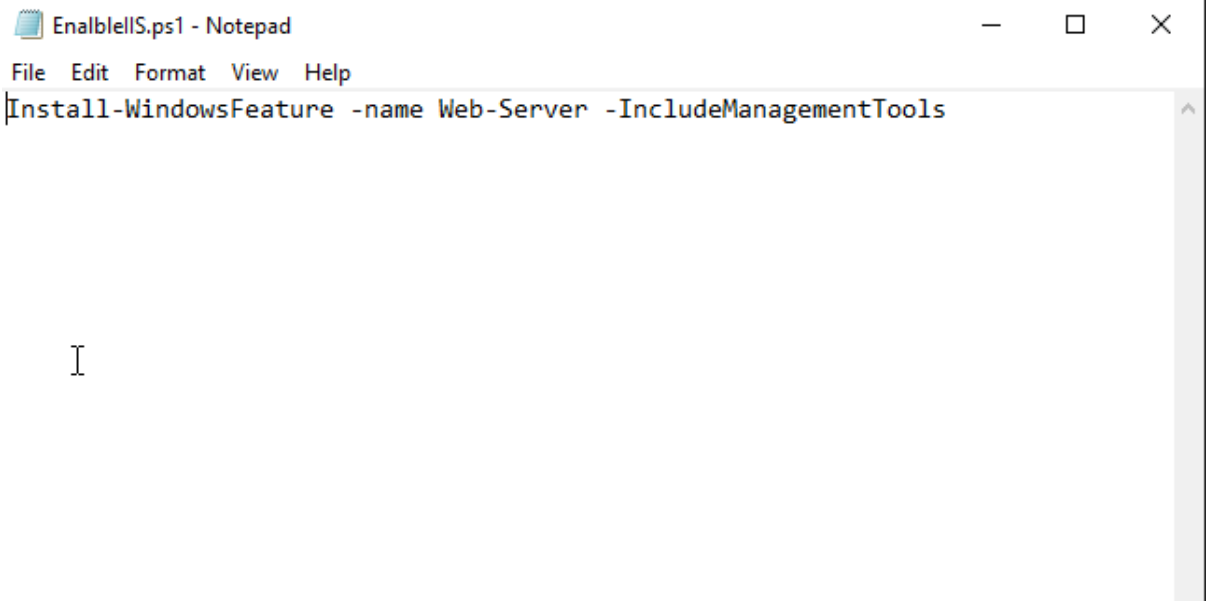 EnalbleIIS.ps1 - Notepad
File Edit Format View Help
Install-WindowsFeature -name Web-Server -IncludeManagementTools